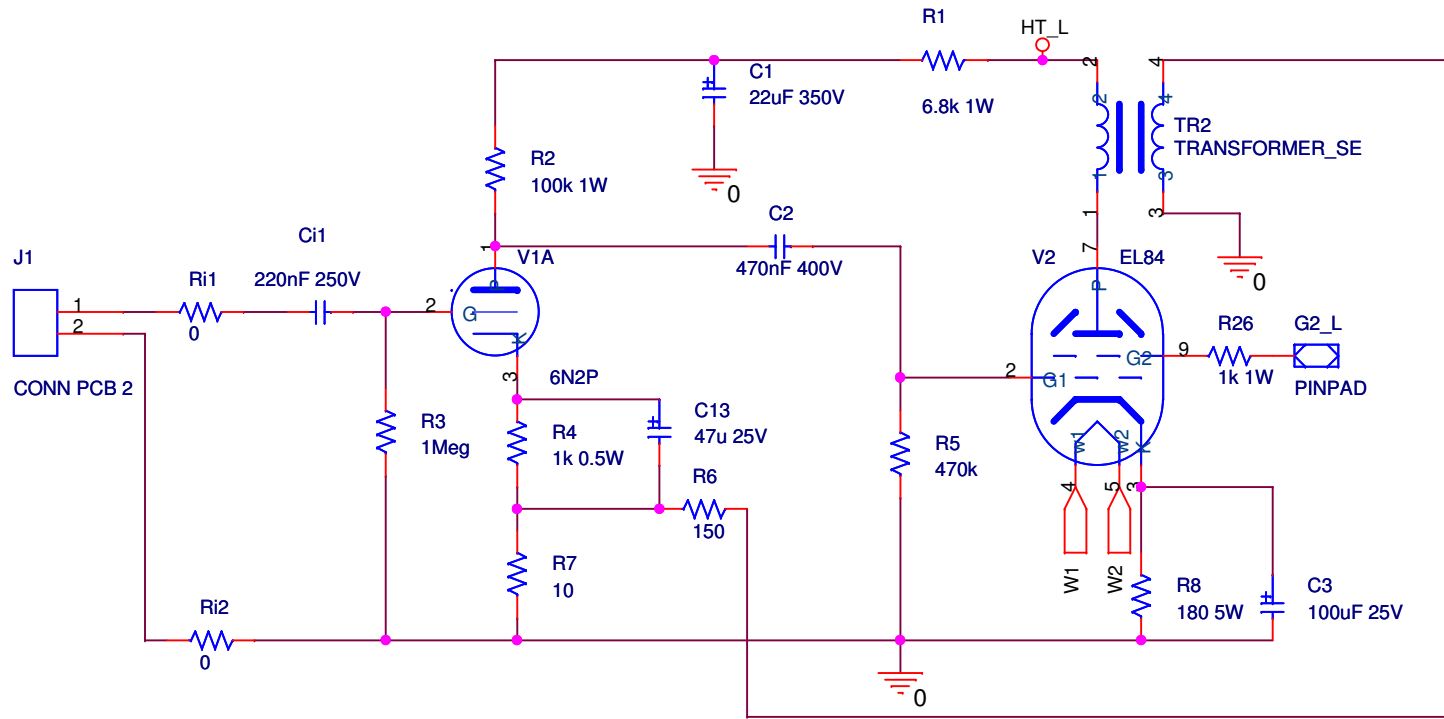 R1
HT_L
C1
22uF 350V
6.8k 1W
2
4
2
4
TR2
TRANSFORMER_SE
R2
100k 1W
0
1
3
1
3
C2
Ci1
1
470nF 400V
7
V2
EL84
0
J1
V1A
Ri1
220nF 250V
P
P
1
2
0
2
G
K
R26
G2_L
9
G2
1k 1W
PINPAD
CONN PCB 2
3
6N2P
2
G1
R3
1Meg
R4
1k 0.5W
C13
47u 25V
R5
470k
W1
W2
K
4
5
3
R6
150
R7
10
W1
W2
R8
180 5W
C3
100uF 25V
Ri2
0
0